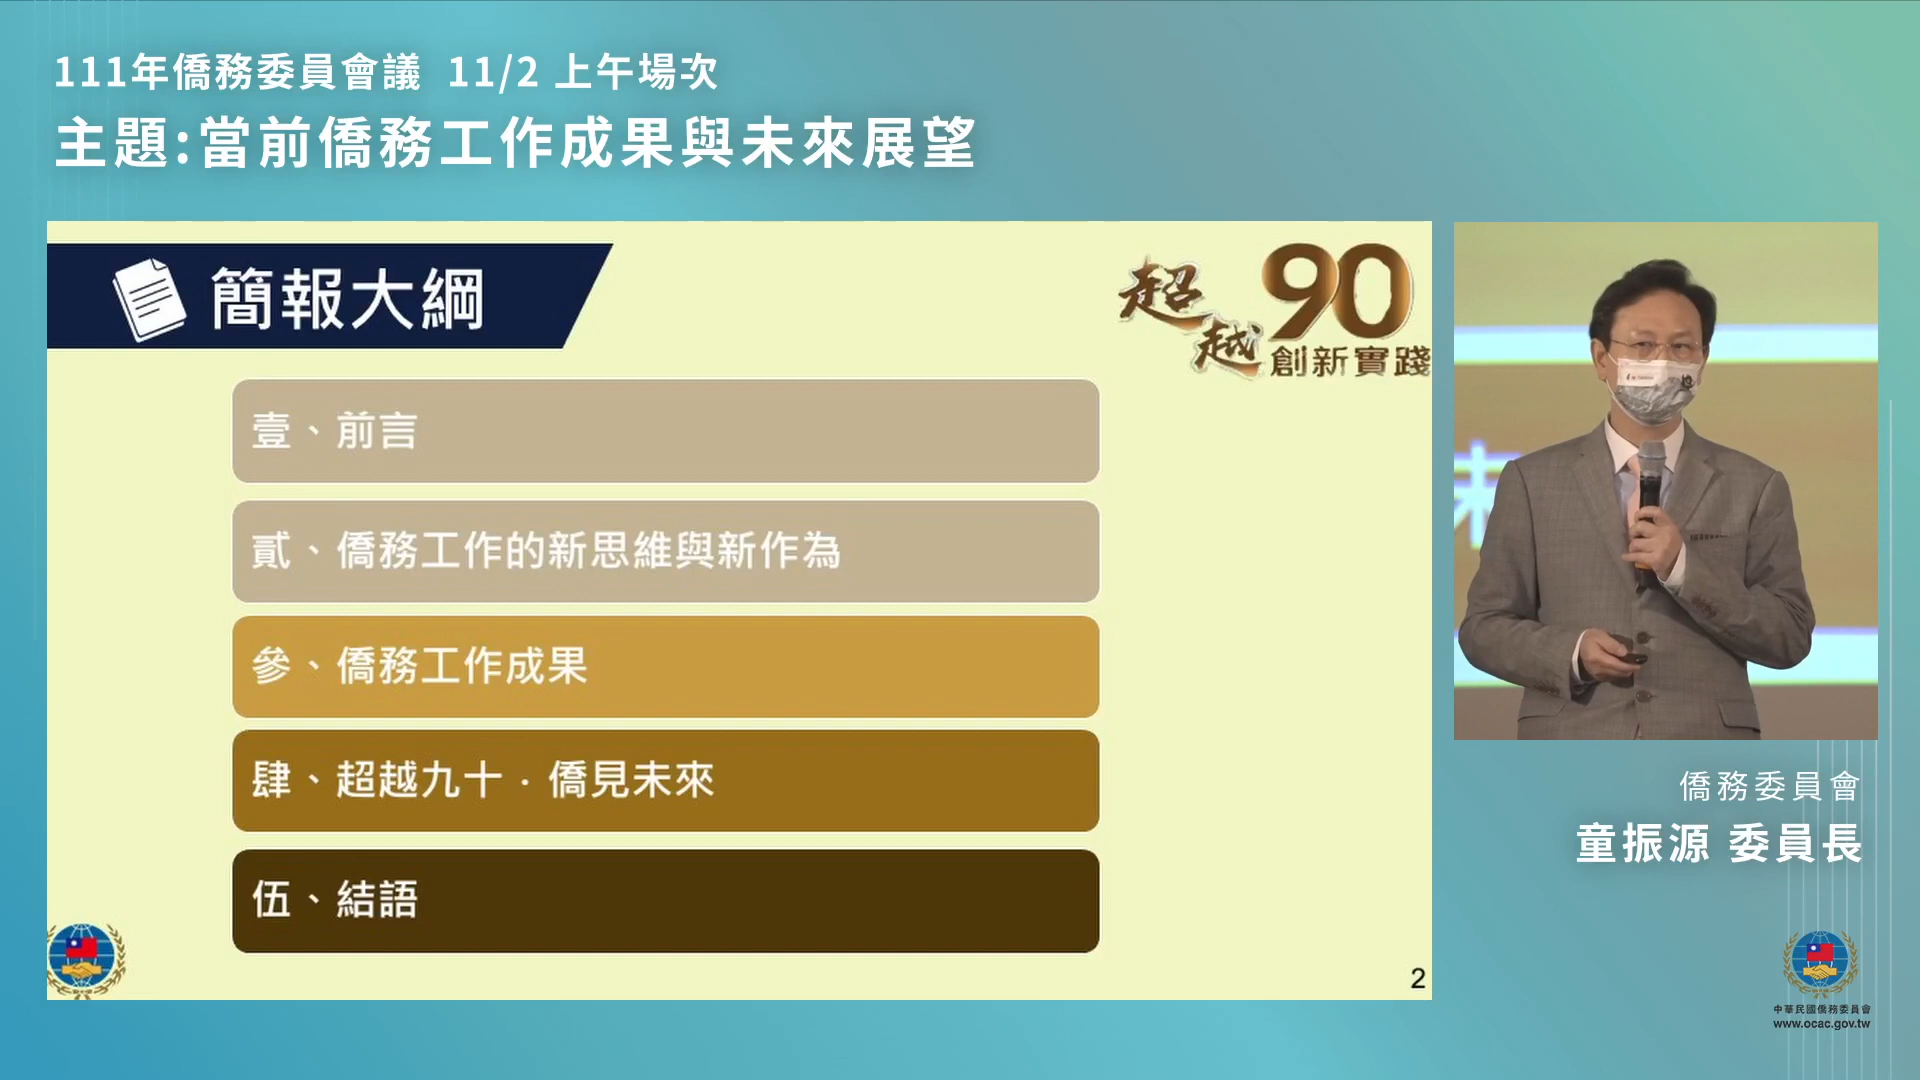 111年僑務委員會議 11/2 上午場次
主題:當前僑務工作成果與未來展望
簡報大綱
超越90
創新實踐
壹、前言
貳、僑務工作的新思維與新作為
參、僑務工作成果
肆、超越九十．僑見未來
伍、結語
2
未
僑務委員會
童振源 委員長
中華民國僑務委員會
www.ocac.gov.tw